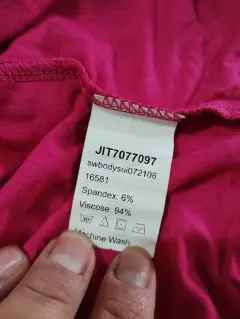 JIT7077097
swbodysui072106
16581
Spandex: 6%
Viscose: 94%
Machine Wash